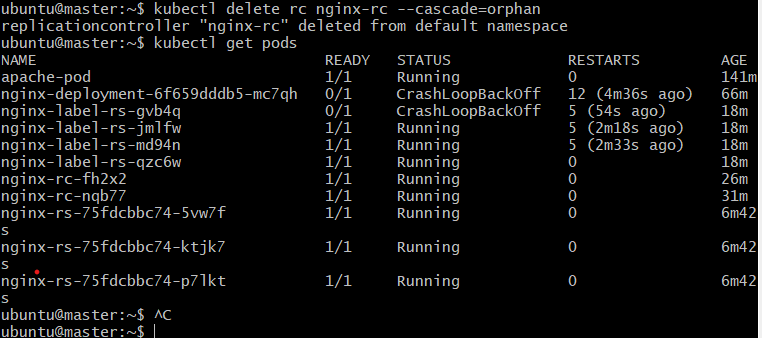 ubuntu@master:~$ kubectl delete rc nginx-rc --cascade=orphan
replicationcontroller "nginx-rc" deleted from default namespace
ubuntu@master:~$ kubectl get pods
NAME READY STATUS RESTARTS AGE
apache-pod 1/1 Running 0 141m
nginx-deployment-6f659dddb5-mc7qh 0/1 CrashLoopBackOff 12 (4m36s ago) 66m
nginx-label-rs-gvb4q 0/1 CrashLoopBackOff 5 (54s ago) 18m
nginx-label-rs-jmlfw 1/1 Running 5 (2m18s ago) 18m
nginx-label-rs-md94n 1/1 Running 5 (2m33s ago) 18m
nginx-label-rs-qzc6w 1/1 Running 0 18m
nginx-rc-fh2x2 1/1 Running 0 26m
nginx-rc-nqb77 1/1 Running 0 31m
nginx-rs-75fdcbbc74-5vw7f 1/1 Running 0 6m42
s
nginx-rs-75fdcbbc74-ktjk7 1/1 Running 0 6m42
s
nginx-rs-75fdcbbc74-p7lkt 1/1 Running 0 6m42
s
ubuntu@master:~$ ^C
ubuntu@master:~$